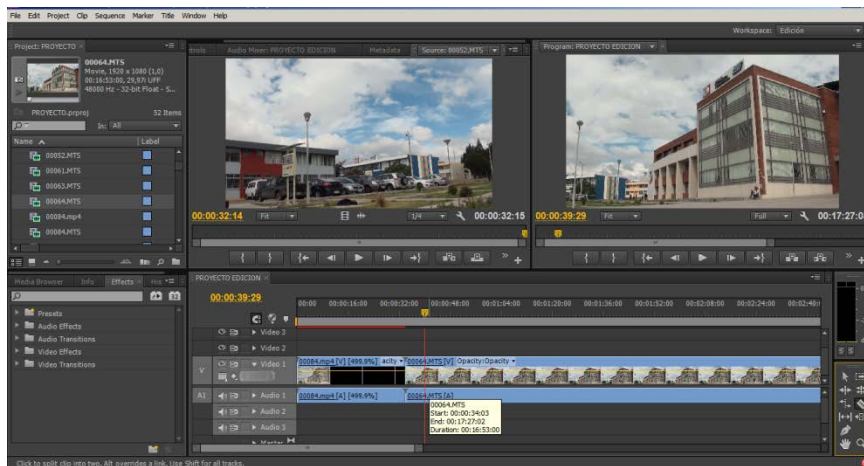 File Edit Project Clip Sequence Marker Title Window Help
Workspace: Edición
Project: PROYECTO
Audio Mixer: PROYECTO EDICION
Metadata
Source: 00052.MTS
Program: PROYECTO EDICION
00064.MTS
Movie, 1920 x 1080 (1,0)
00:16:53:00, 29,97i UFF
48000 Hz - 32-bit Float - S...
PROYECTO.prproj
52 Items
In: All
Name
Label
00052.MTS
00061.MTS
00063.MTS
00064.MTS
00084.mp4
00084.MTS
00:00:32:14
Fit
1/4
00:00:32:15
00:00:39:29
Fit
Full
00:17:27:0
Media Browser
Info
Effects
Presets
Audio Effects
Audio Transitions
Video Effects
Video Transitions
PROYECTO EDICION
00:00:39:29
00:00 00:00:16:00 00:00:32:00 00:00:48:00 00:01:04:00 00:01:20:00 00:01:36:00 00:01:52:00 00:02:08:00 00:02:24:00 00:02:40:0
Video 3
Video 2
V
Video 1
00084.mp4 [V] [499.9%] acity
00064.MTS [V] Opacity:Opacity
A1
Audio 1
00084.mp4 [A] [499.9%]
00064.MTS [A]
Audio 2
Audio 3
Master
00064.MTS
Start: 00:00:34:03
End: 00:17:27:02
Duration: 00:16:53:00
Click to split clip into two. Alt overrides a link. Use Shift for all tracks.